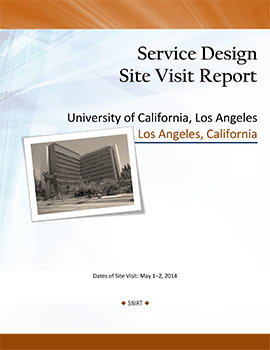 Service Design
Site Visit Report
University of California, Los Angeles
Los Angeles, California
Dates of Site Visit: May 1–2, 2014
◆ SBIRT ◆